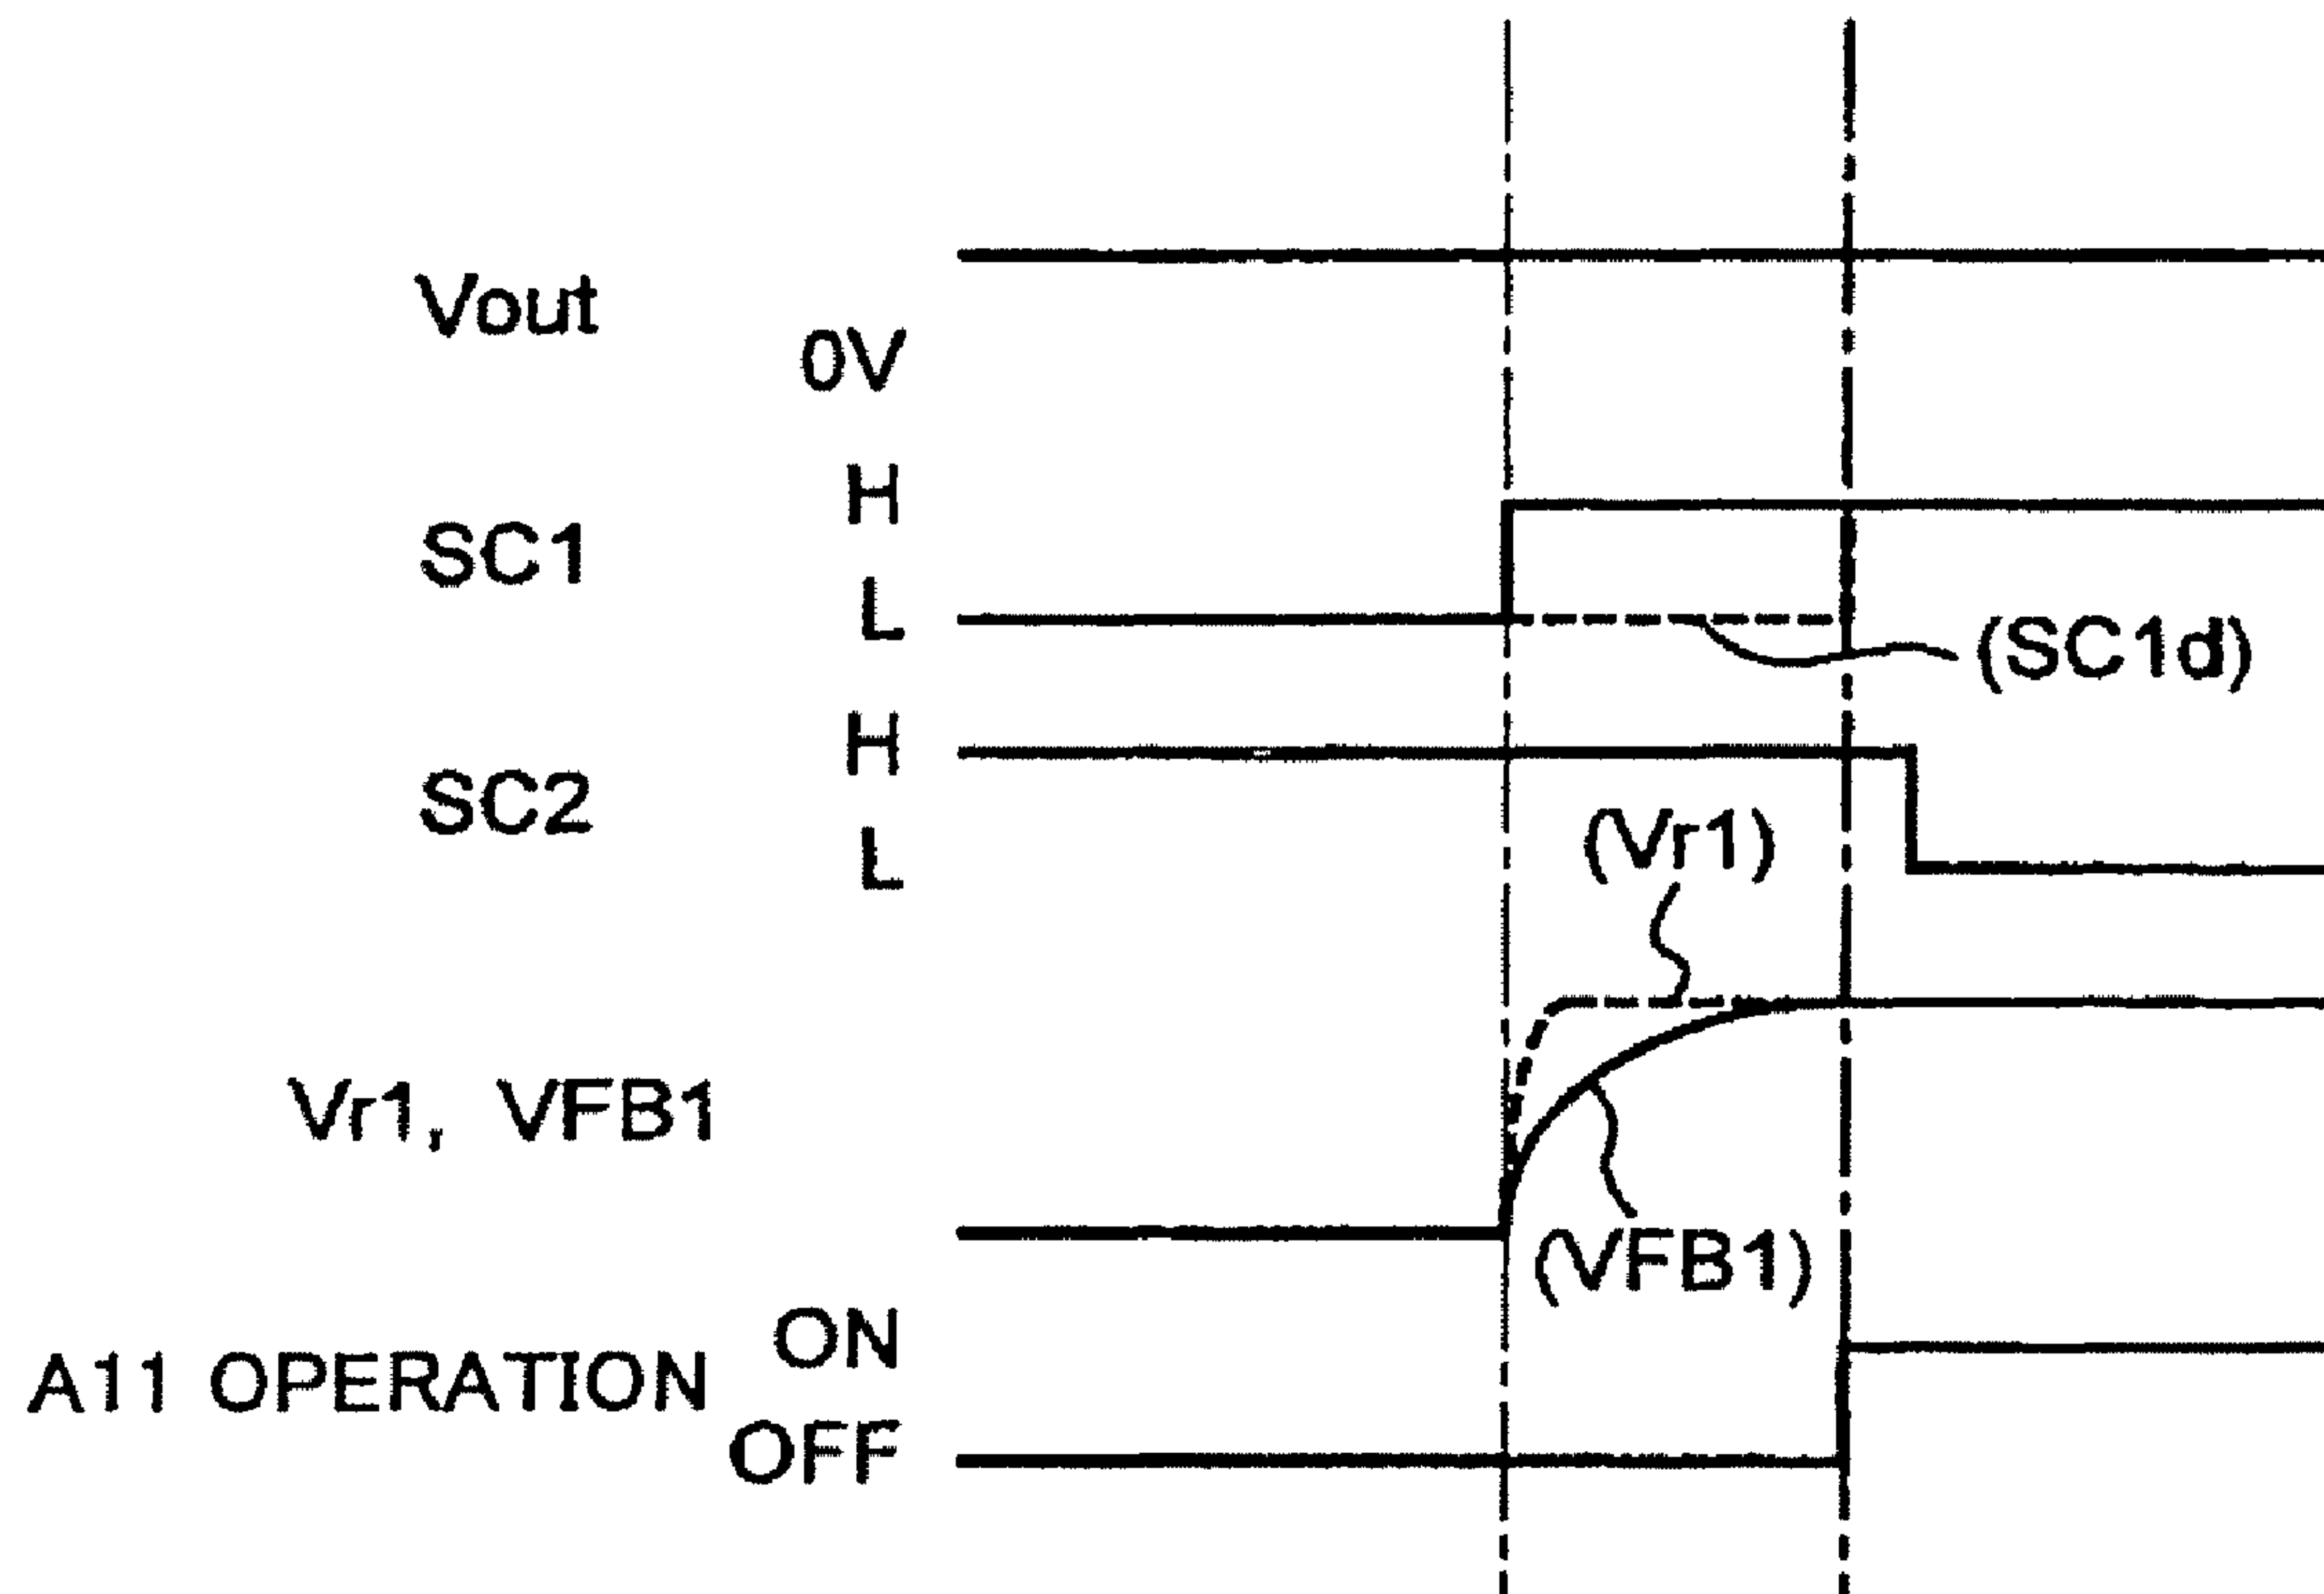 Vout
0V
H
SC1
L
(SC1d)
H
SC2
L
(Vr1)
Vr1, VFB1
(VFB1)
ON
A11 OPERATION
OFF